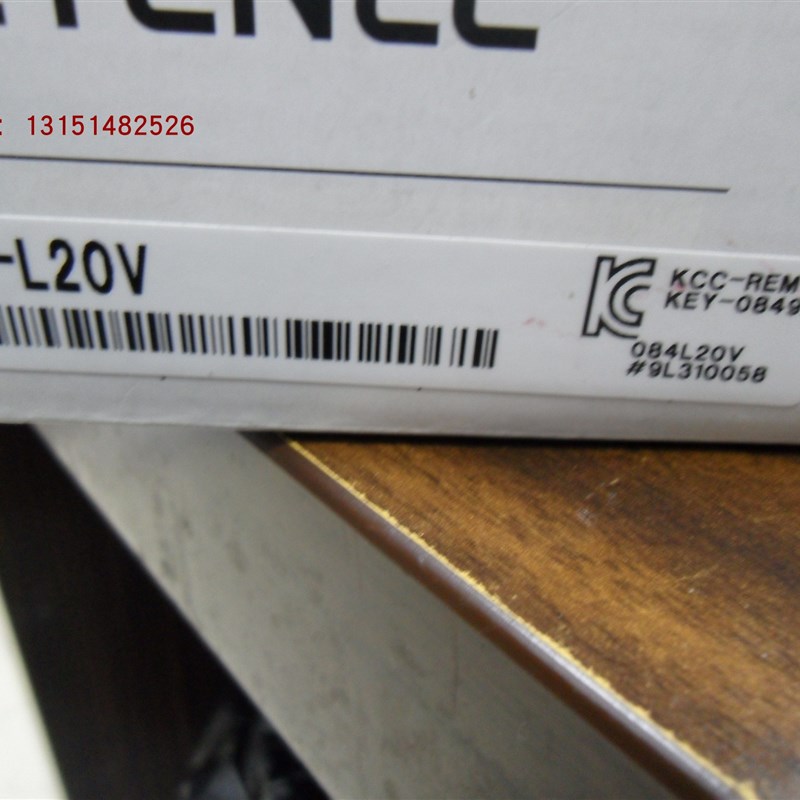 : 13151482526
-L20V
KCC-REM
KEY-0849
084L20V
#9L310058